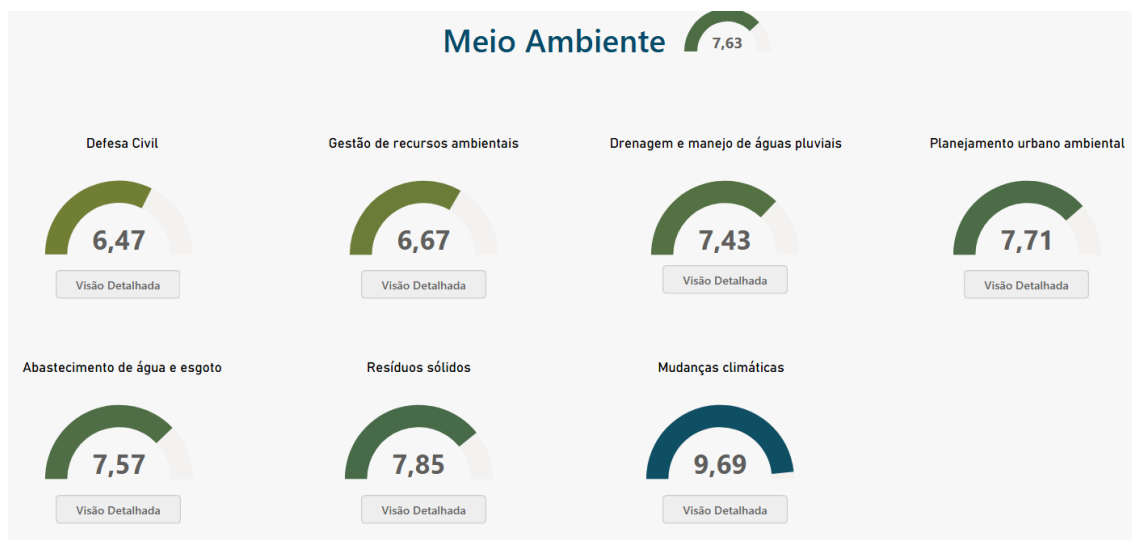 Meio Ambiente 7,63
Defesa Civil
Gestão de recursos ambientais
Drenagem e manejo de águas pluviais
Planejamento urbano ambiental
6,47
6,67
7,43
7,71
Visão Detalhada
Visão Detalhada
Visão Detalhada
Visão Detalhada
Abastecimento de água e esgoto
Resíduos sólidos
Mudanças climáticas
7,57
7,85
9,69
Visão Detalhada
Visão Detalhada
Visão Detalhada